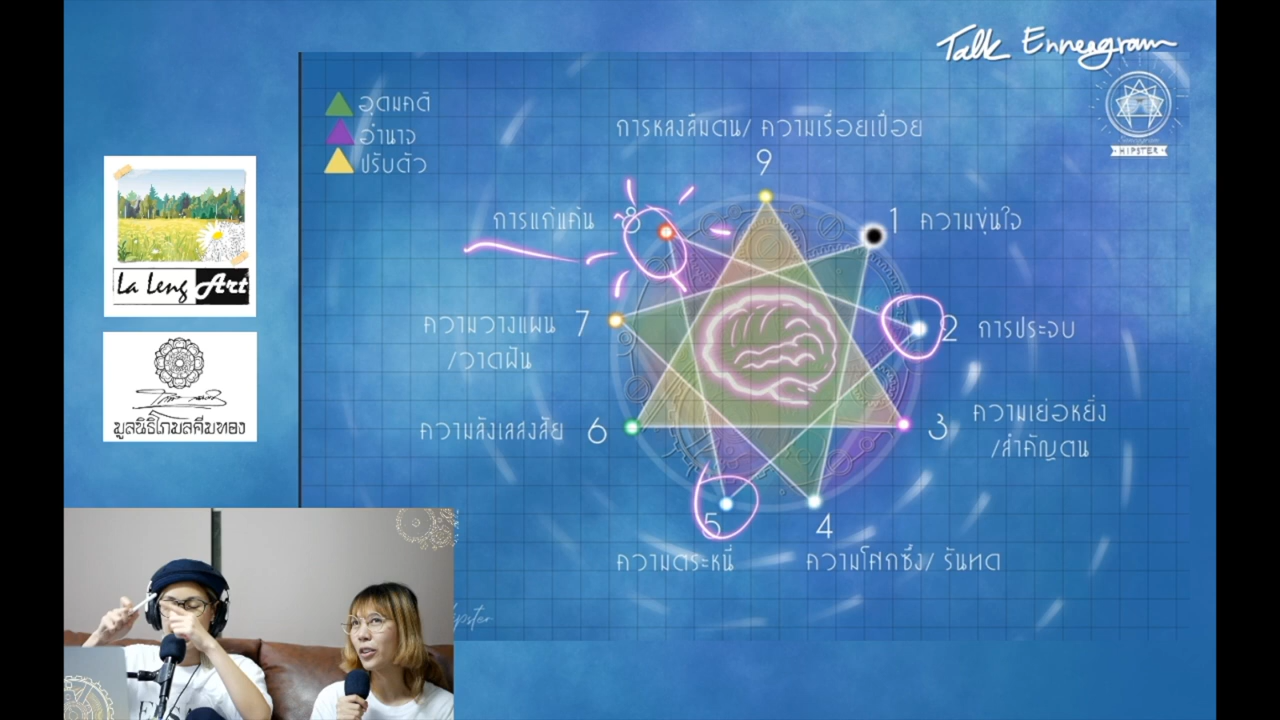 Talk Enneagram
HIPSTER
อุดมคติ
อำนาจ
ปรับตัว
การหลงลืมตน/ ความเรื่อยเปื่อย
9
การแก้แค้น 8
1 ความขุ่นใจ
ความวางแผน 7
/วาดฝัน
2 การประจบ
ความลังเลสงสัย 6
3 ความเย่อหยิ่ง
/สำคัญตน
5
4
ความตระหนี่
ความโศกซึ้ง/ รันทด
La Leng Art
มูลนิธิโกมลคีมทอง